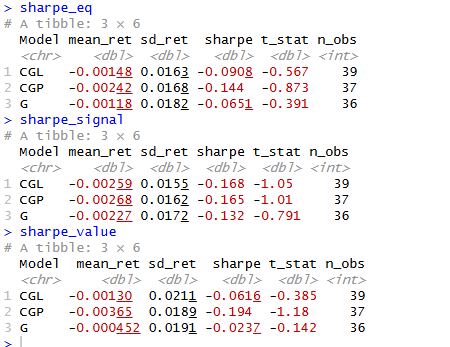 > sharpe_eq
# A tibble: 3 × 6
Model mean_ret sd_ret sharpe t_stat n_obs
<chr> <dbl> <dbl> <dbl> <dbl> <int>
1 CGL -0.00148 0.0163 -0.0908 -0.567 39
2 CGP -0.00242 0.0168 -0.144 -0.873 37
3 G -0.00118 0.0182 -0.0651 -0.391 36
> sharpe_signal
# A tibble: 3 × 6
Model mean_ret sd_ret sharpe t_stat n_obs
<chr> <dbl> <dbl> <dbl> <dbl> <int>
1 CGL -0.00259 0.0155 -0.168 -1.05 39
2 CGP -0.00268 0.0162 -0.165 -1.01 37
3 G -0.00227 0.0172 -0.132 -0.791 36
> sharpe_value
# A tibble: 3 × 6
Model mean_ret sd_ret sharpe t_stat n_obs
<chr> <dbl> <dbl> <dbl> <dbl> <int>
1 CGL -0.00130 0.0211 -0.0616 -0.385 39
2 CGP -0.00365 0.0189 -0.194 -1.18 37
3 G -0.000452 0.0191 -0.0237 -0.142 36
>